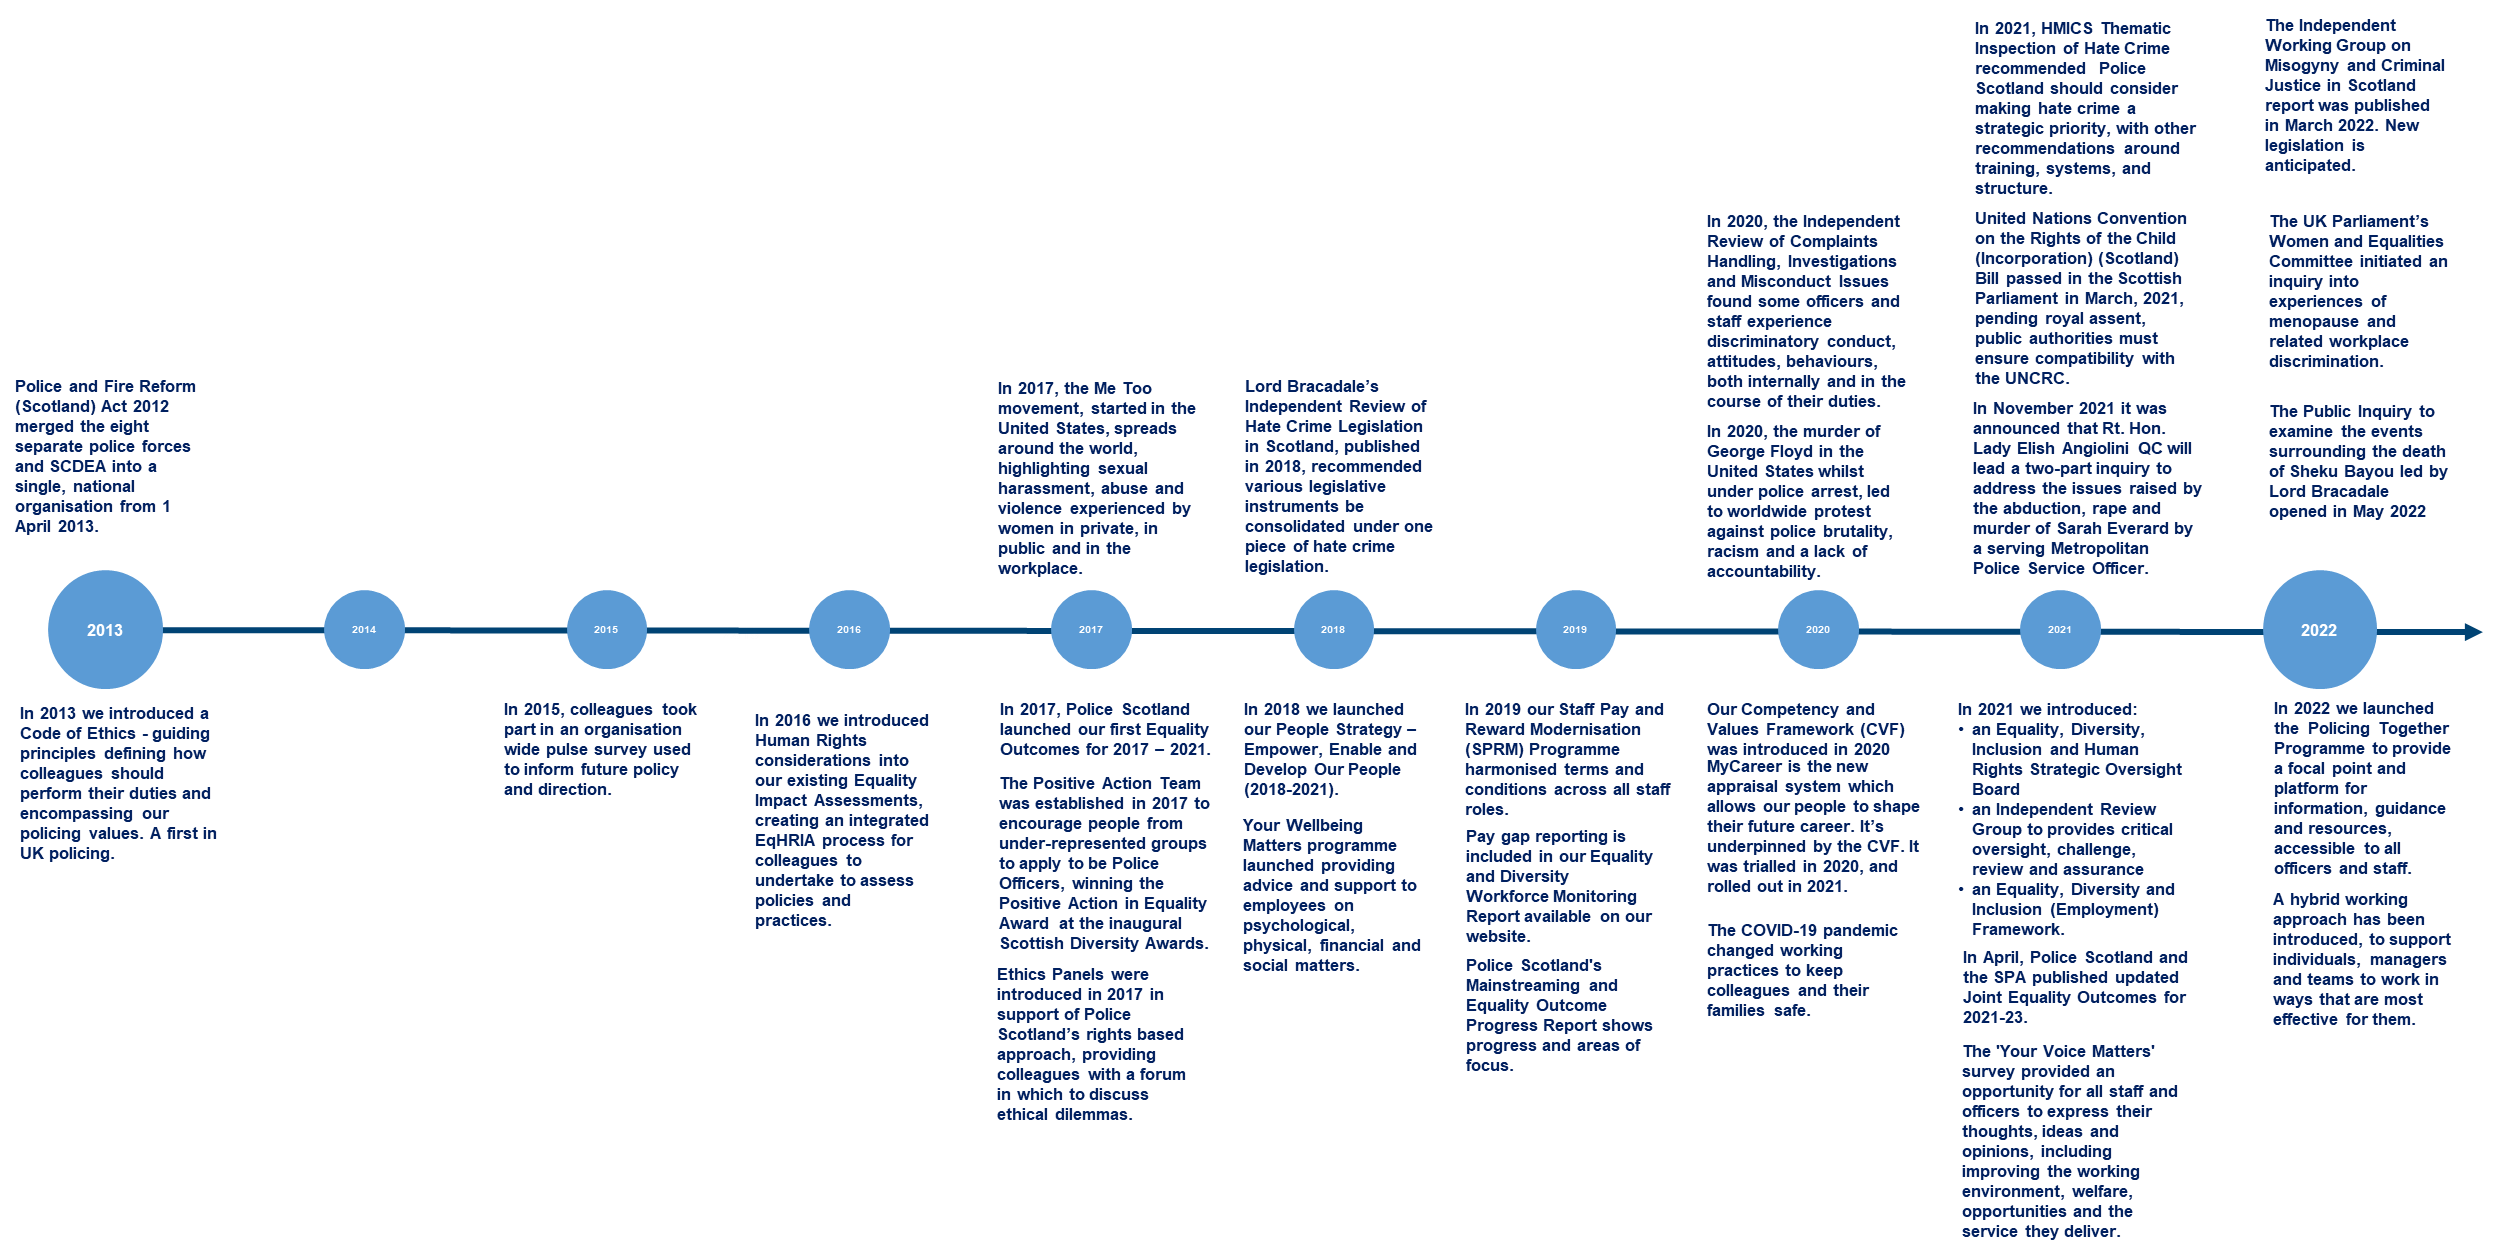 Police and Fire Reform
(Scotland) Act 2012
merged the eight
separate police forces
and SCDEA into a
single, national
organisation from 1
April 2013.
In 2017, the Me Too
movement, started in the
United States, spreads
around the world,
highlighting sexual
harassment, abuse and
violence experienced by
women in private, in
public and in the
workplace.
Lord Bracadale’s
Independent Review of
Hate Crime Legislation
in Scotland, published
in 2018, recommended
various legislative
instruments be
consolidated under one
piece of hate crime
legislation.
In 2020, the Independent
Review of Complaints
Handling, Investigations
and Misconduct Issues
found some officers and
staff experience
discriminatory conduct,
attitudes, behaviours,
both internally and in the
course of their duties.
In 2020, the murder of
George Floyd in the
United States whilst
under police arrest, led
to worldwide protest
against police brutality,
racism and a lack of
accountability.
In 2021, HMICS Thematic
Inspection of Hate Crime
recommended Police
Scotland should consider
making hate crime a
strategic priority, with other
recommendations around
training, systems, and
structure.
United Nations Convention
on the Rights of the Child
(Incorporation) (Scotland)
Bill passed in the Scottish
Parliament in March, 2021,
pending royal assent,
public authorities must
ensure compatibility with
the UNCRC.
In November 2021 it was
announced that Rt. Hon.
Lady Elish Angiolini QC will
lead a two-part inquiry to
address the issues raised by
the abduction, rape and
murder of Sarah Everard by
a serving Metropolitan
Police Service Officer.
The Independent
Working Group on
Misogyny and Criminal
Justice in Scotland
report was published
in March 2022. New
legislation is
anticipated.
The UK Parliament’s
Women and Equalities
Committee initiated an
inquiry into
experiences of
menopause and
related workplace
discrimination.
The Public Inquiry to
examine the events
surrounding the death
of Sheku Bayou led by
Lord Bracadale
opened in May 2022
2013
2014
2015
2016
2017
2018
2019
2020
2021
2022
In 2013 we introduced a
Code of Ethics - guiding
principles defining how
colleagues should
perform their duties and
encompassing our
policing values. A first in
UK policing.
In 2015, colleagues took
part in an organisation
wide pulse survey used
to inform future policy
and direction.
In 2016 we introduced
Human Rights
considerations into
our existing Equality
Impact Assessments,
creating an integrated
EqHRIA process for
colleagues to
undertake to assess
policies and
practices.
In 2017, Police Scotland
launched our first Equality
Outcomes for 2017 – 2021.
The Positive Action Team
was established in 2017 to
encourage people from
under-represented groups
to apply to be Police
Officers, winning the
Positive Action in Equality
Award at the inaugural
Scottish Diversity Awards.
Ethics Panels were
introduced in 2017 in
support of Police
Scotland’s rights based
approach, providing
colleagues with a forum
in which to discuss
ethical dilemmas.
In 2018 we launched
our People Strategy –
Empower, Enable and
Develop Our People
(2018-2021).
Your Wellbeing
Matters programme
launched providing
advice and support to
employees on
psychological,
physical, financial and
social matters.
In 2019 our Staff Pay and
Reward Modernisation
(SPRM) Programme
harmonised terms and
conditions across all staff
roles.
Pay gap reporting is
included in our Equality
and Diversity
Workforce Monitoring
Report available on our
website.
Police Scotland's
Mainstreaming and
Equality Outcome
Progress Report shows
progress and areas of
focus.
Our Competency and
Values Framework (CVF)
was introduced in 2020
MyCareer is the new
appraisal system which
allows our people to shape
their future career. It’s
underpinned by the CVF. It
was trialled in 2020, and
rolled out in 2021.
The COVID-19 pandemic
changed working
practices to keep
colleagues and their
families safe.
In 2021 we introduced:
• an Equality, Diversity,
Inclusion and Human
Rights Strategic Oversight
Board
• an Independent Review
Group to provides critical
oversight, challenge,
review and assurance
• an Equality, Diversity and
Inclusion (Employment)
Framework.
In April, Police Scotland and
the SPA published updated
Joint Equality Outcomes for
2021-23.
The 'Your Voice Matters'
survey provided an
opportunity for all staff and
officers to express their
thoughts, ideas and
opinions, including
improving the working
environment, welfare,
opportunities and the
service they deliver.
In 2022 we launched
the Policing Together
Programme to provide
a focal point and
platform for
information, guidance
and resources,
accessible to all
officers and staff.
A hybrid working
approach has been
introduced, to support
individuals, managers
and teams to work in
ways that are most
effective for them.